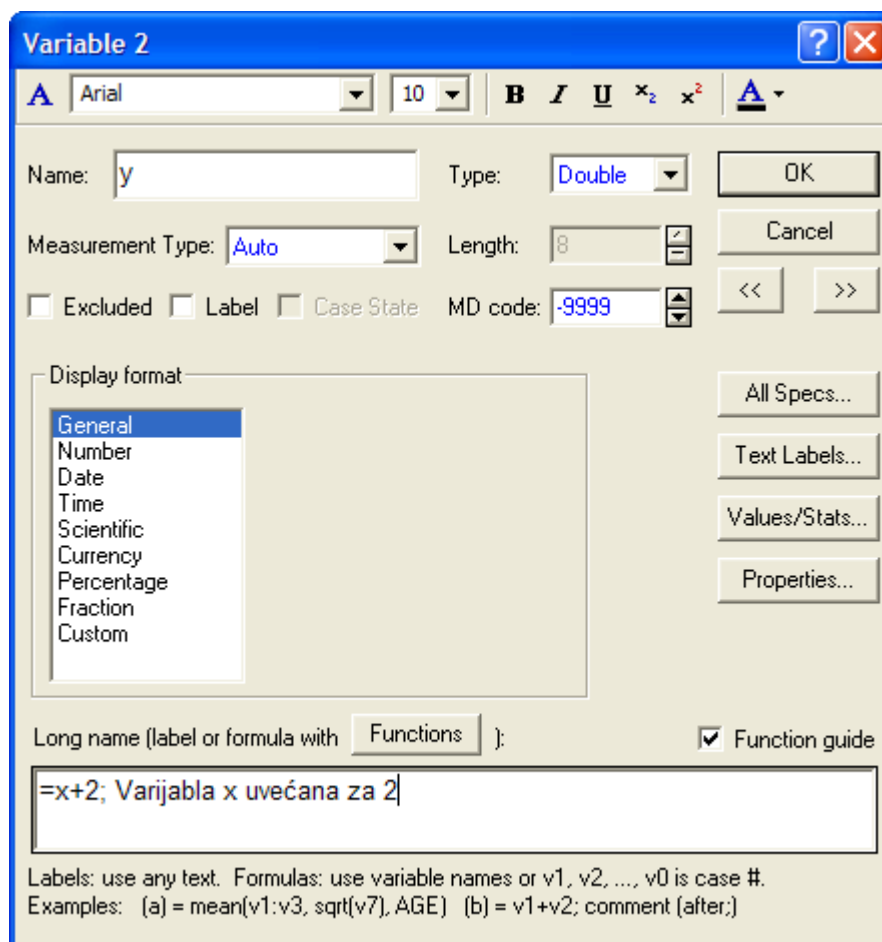 Variable 2
A Arial 10 B I U x₂ x² A
Name: y Type: Double OK
Measurement Type: Auto Length: 8 Cancel
Excluded Label Case State MD code: -9999 << >>
Display format
General
Number
Date
Time
Scientific
Currency
Percentage
Fraction
Custom
All Specs...
Text Labels...
Values/Stats...
Properties...
Long name (label or formula with Functions ): Function guide
=x+2; Varijabla x uvećana za 2
Labels: use any text. Formulas: use variable names or v1, v2, ..., v0 is case #.
Examples: (a) = mean(v1:v3, sqrt(v7), AGE) (b) = v1+v2; comment (after;)